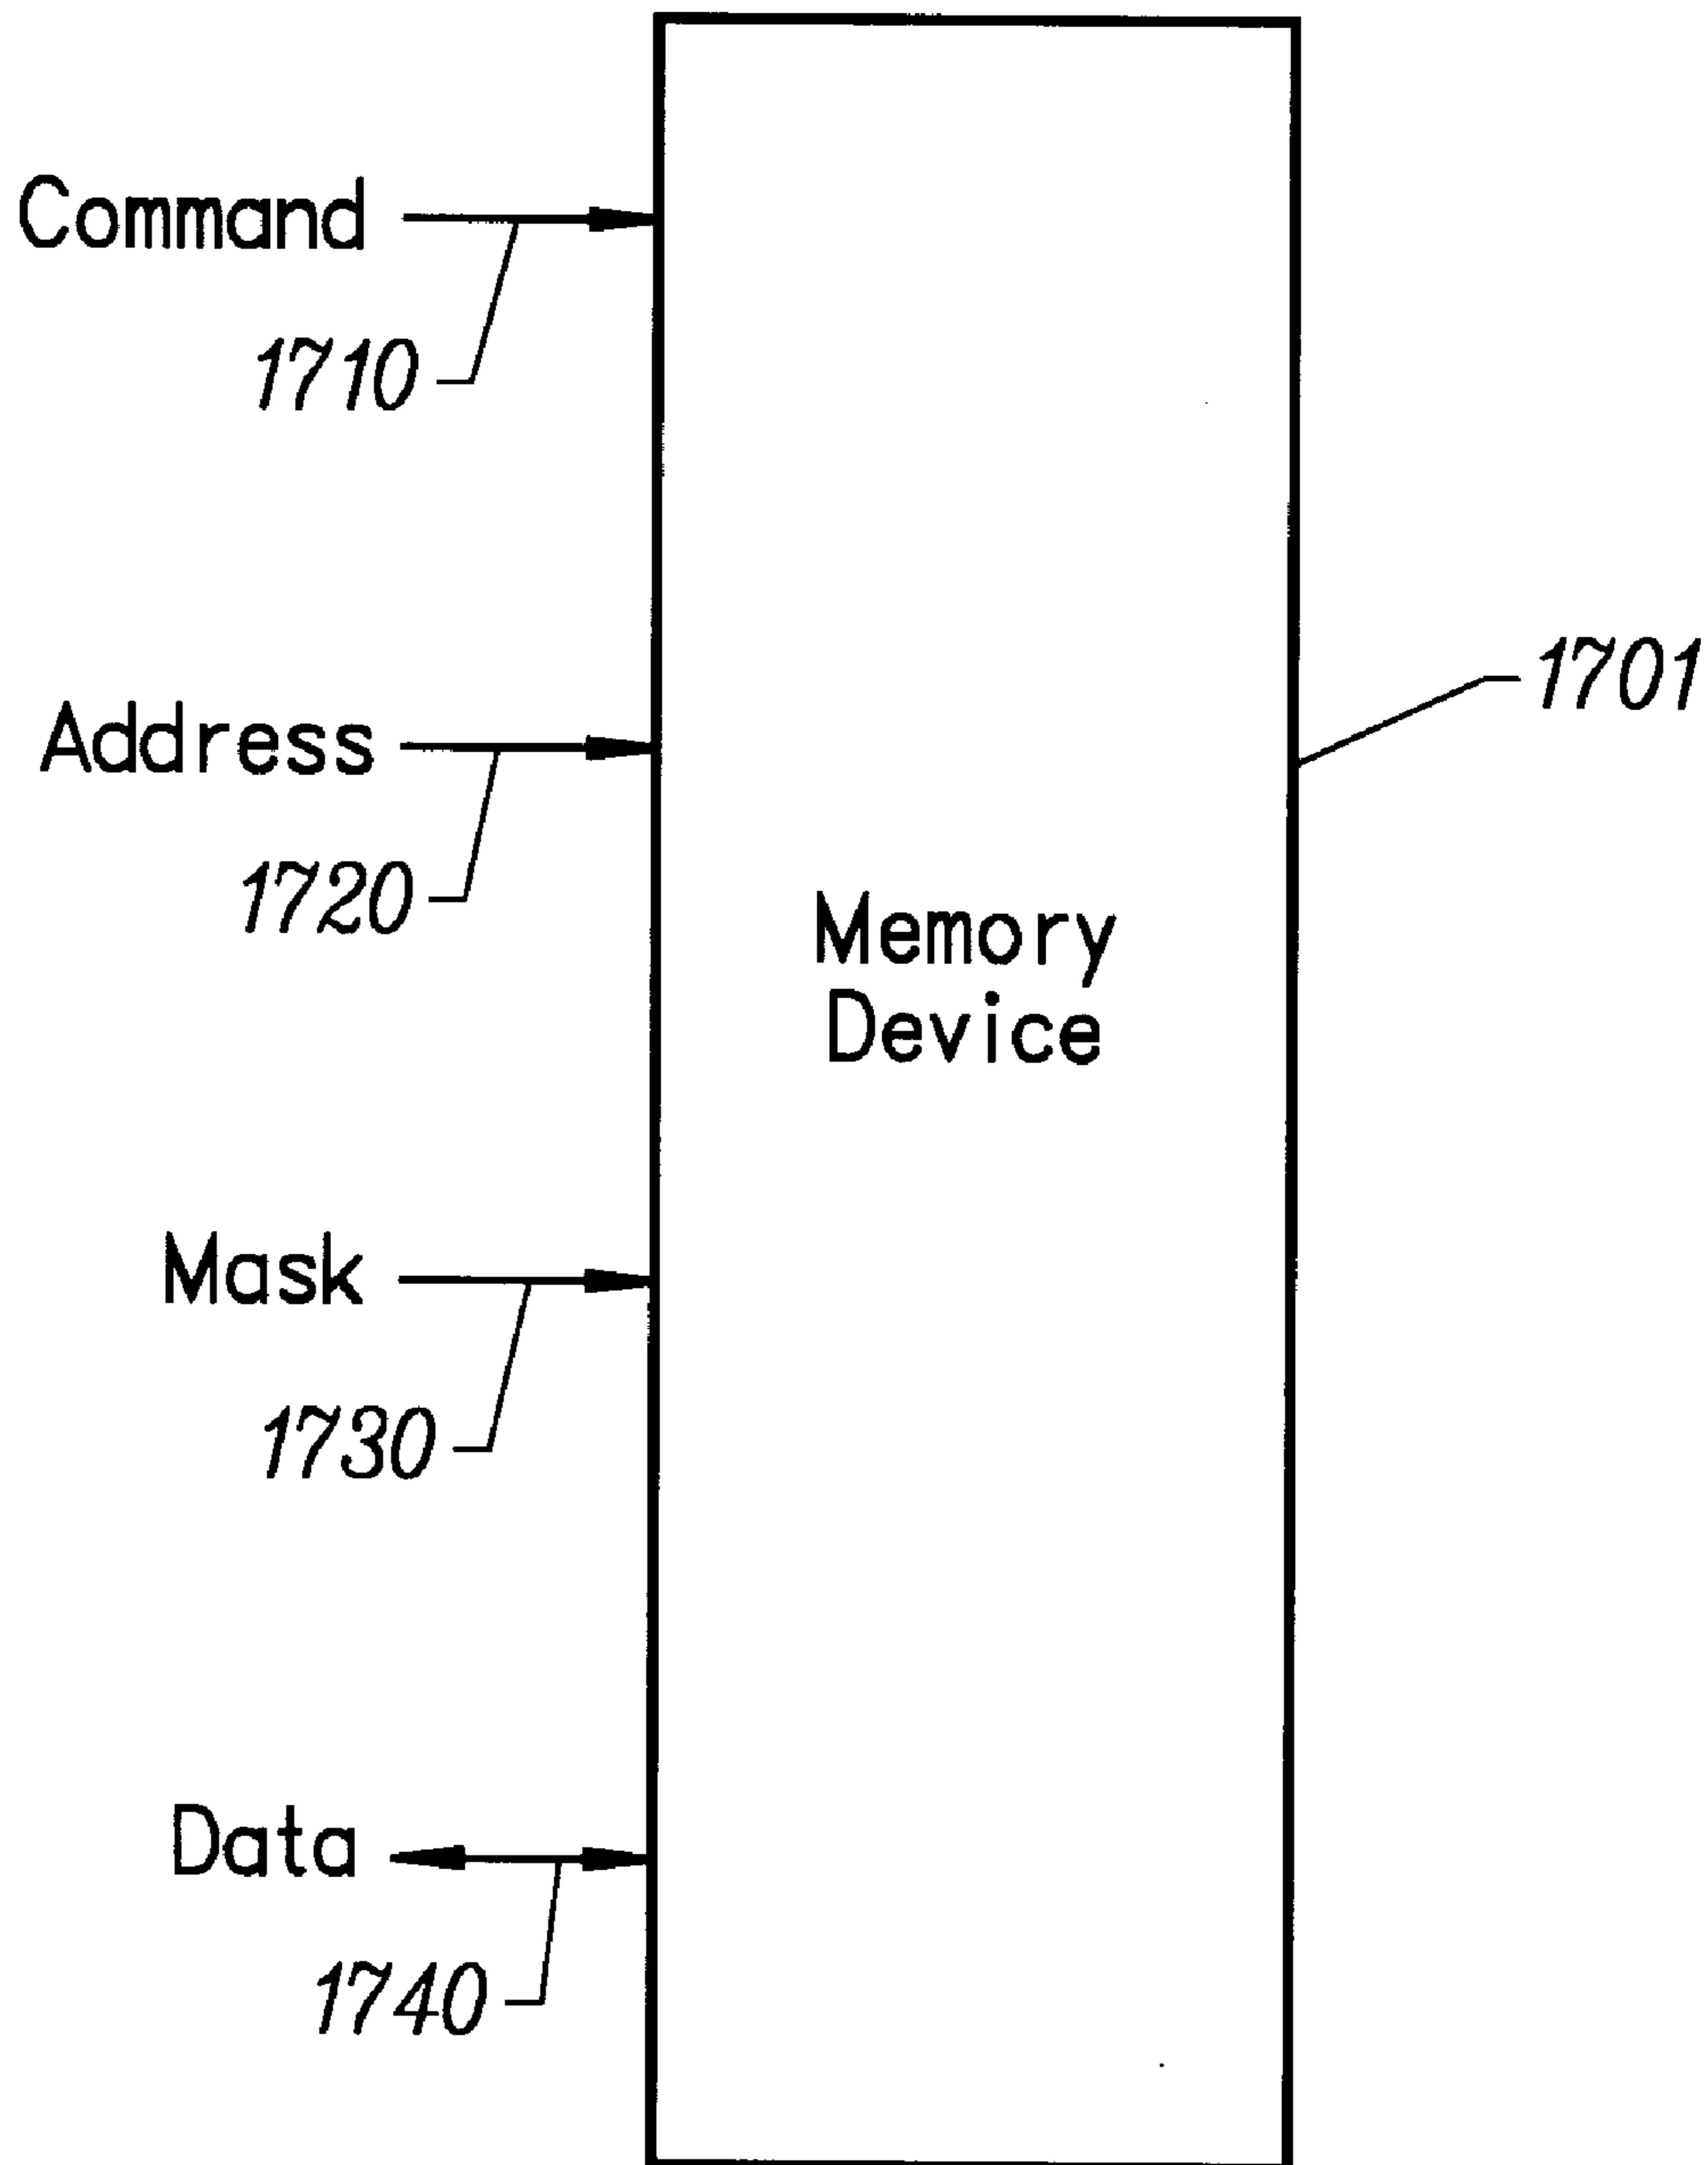 Command
1710
1701
Address
1720
Memory
Device
Mask
1730
Data
1740